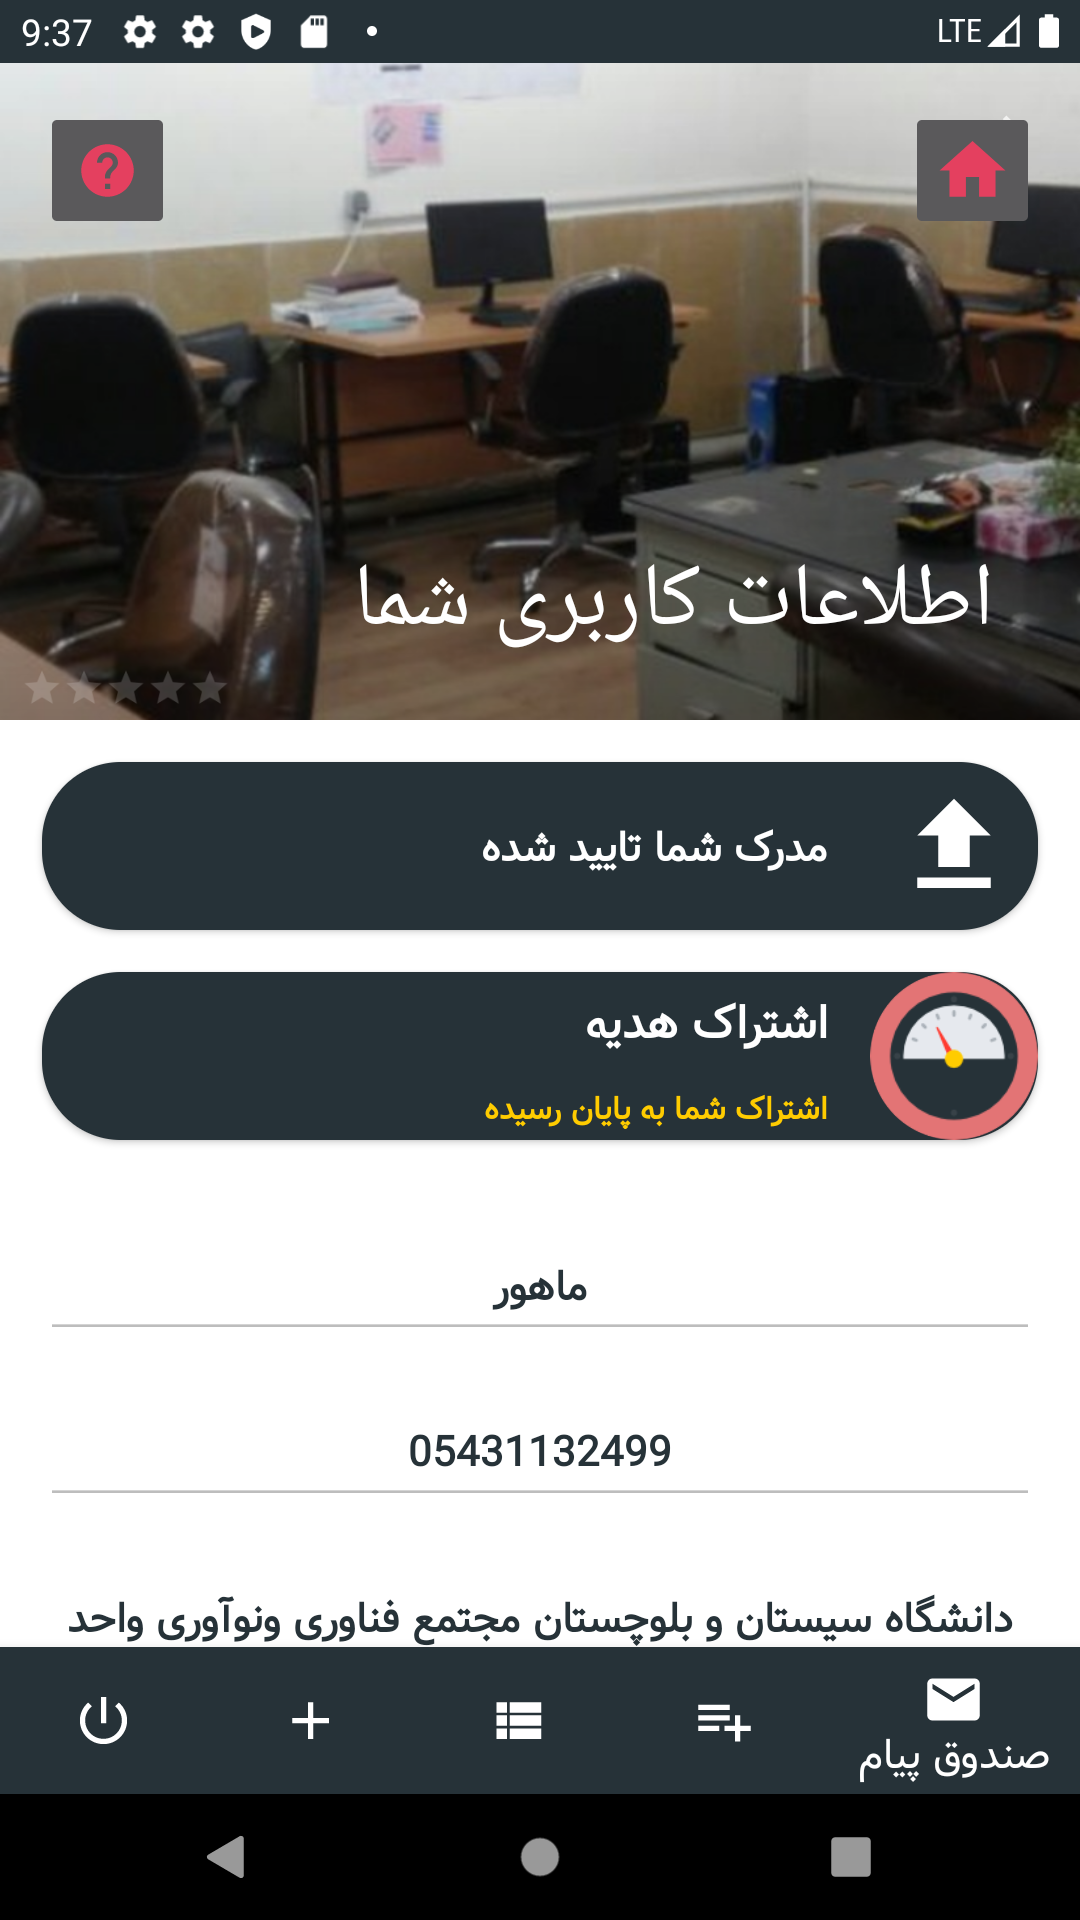 9:37
LTE
اطلاعات کاربری شما
مدرک شما تایید شده
اشتراک هدیه
اشتراک شما به پایان رسیده
ماهور
05431132499
دانشگاه سیستان و بلوچستان مجتمع فناوری ونوآوری واحد
صندوق پیام